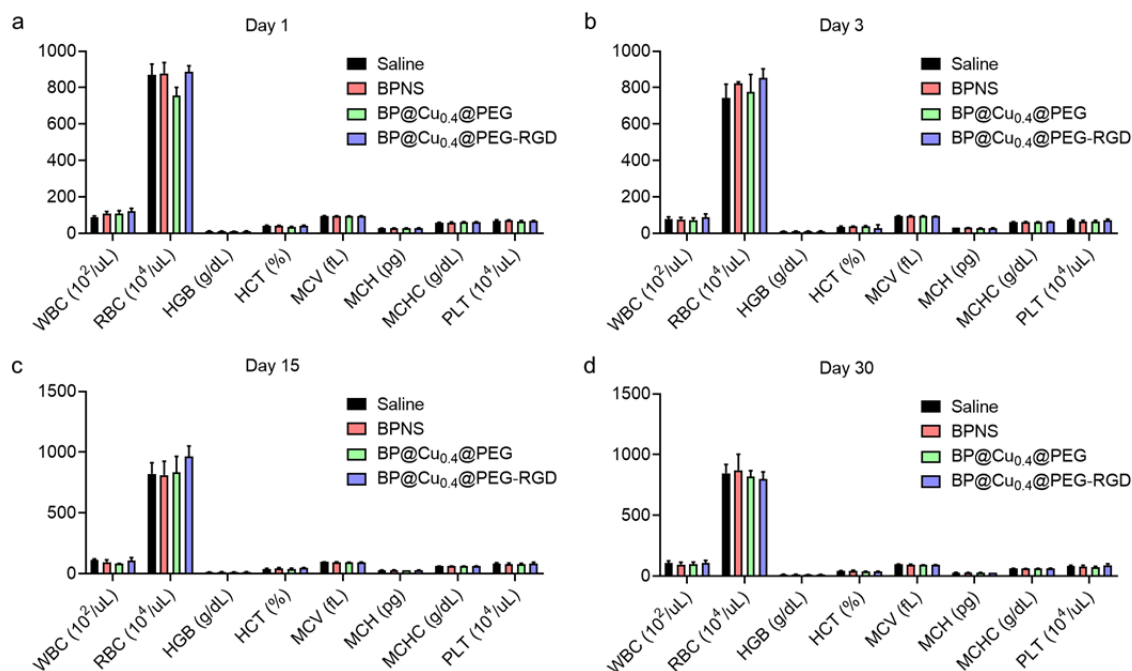 a
Day 1
1000
800
600
400
200
0
Saline
BPNS
BP@Cu0.4@PEG
BP@Cu0.4@PEG-RGD
WBC (10²/uL)
RBC (10⁴/uL)
HGB (g/dL)
HCT (%)
MCV (fL)
MCH (pg)
MCHC (g/dL)
PLT (10⁴/uL)
b
Day 3
1000
800
600
400
200
0
Saline
BPNS
BP@Cu0.4@PEG
BP@Cu0.4@PEG-RGD
WBC (10²/uL)
RBC (10⁴/uL)
HGB (g/dL)
HCT (%)
MCV (fL)
MCH (pg)
MCHC (g/dL)
PLT (10⁴/uL)
c
Day 15
1500
1000
500
0
Saline
BPNS
BP@Cu0.4@PEG
BP@Cu0.4@PEG-RGD
WBC (10²/uL)
RBC (10⁴/uL)
HGB (g/dL)
HCT (%)
MCV (fL)
MCH (pg)
MCHC (g/dL)
PLT (10⁴/uL)
d
Day 30
1500
1000
500
0
Saline
BPNS
BP@Cu0.4@PEG
BP@Cu0.4@PEG-RGD
WBC (10²/uL)
RBC (10⁴/uL)
HGB (g/dL)
HCT (%)
MCV (fL)
MCH (pg)
MCHC (g/dL)
PLT (10⁴/uL)